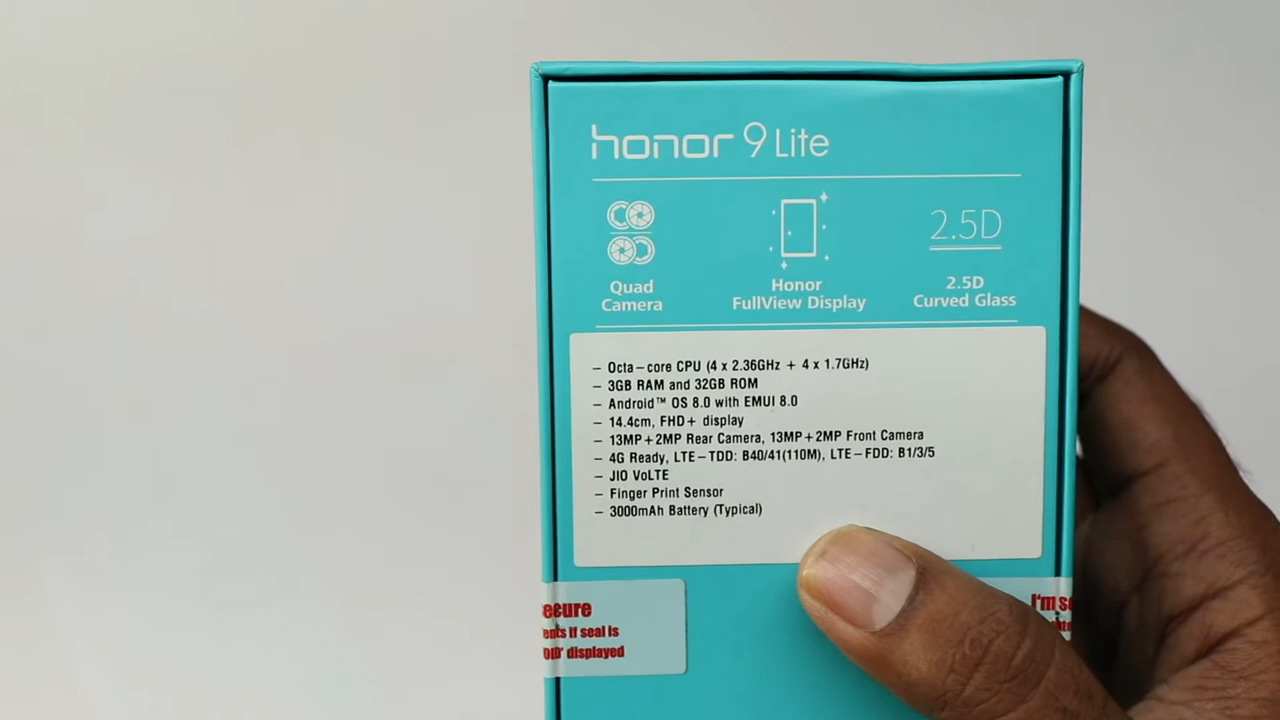 honor 9 Lite
2.5D
Quad
Camera
Honor
FullView Display
2.5D
Curved Glass
– Octa–core CPU (4 x 2.36GHz + 4 x 1.7GHz)
– 3GB RAM and 32GB ROM
– Android™ OS 8.0 with EMUI 8.0
– 14.4cm, FHD+ display
– 13MP+2MP Rear Camera, 13MP+2MP Front Camera
– 4G Ready, LTE–TDD: B40/41(110M), LTE–FDD: B1/3/5
– JIO VoLTE
– Finger Print Sensor
– 3000mAh Battery (Typical)
ecure
ents if seal is
OID' displayed
I'm se